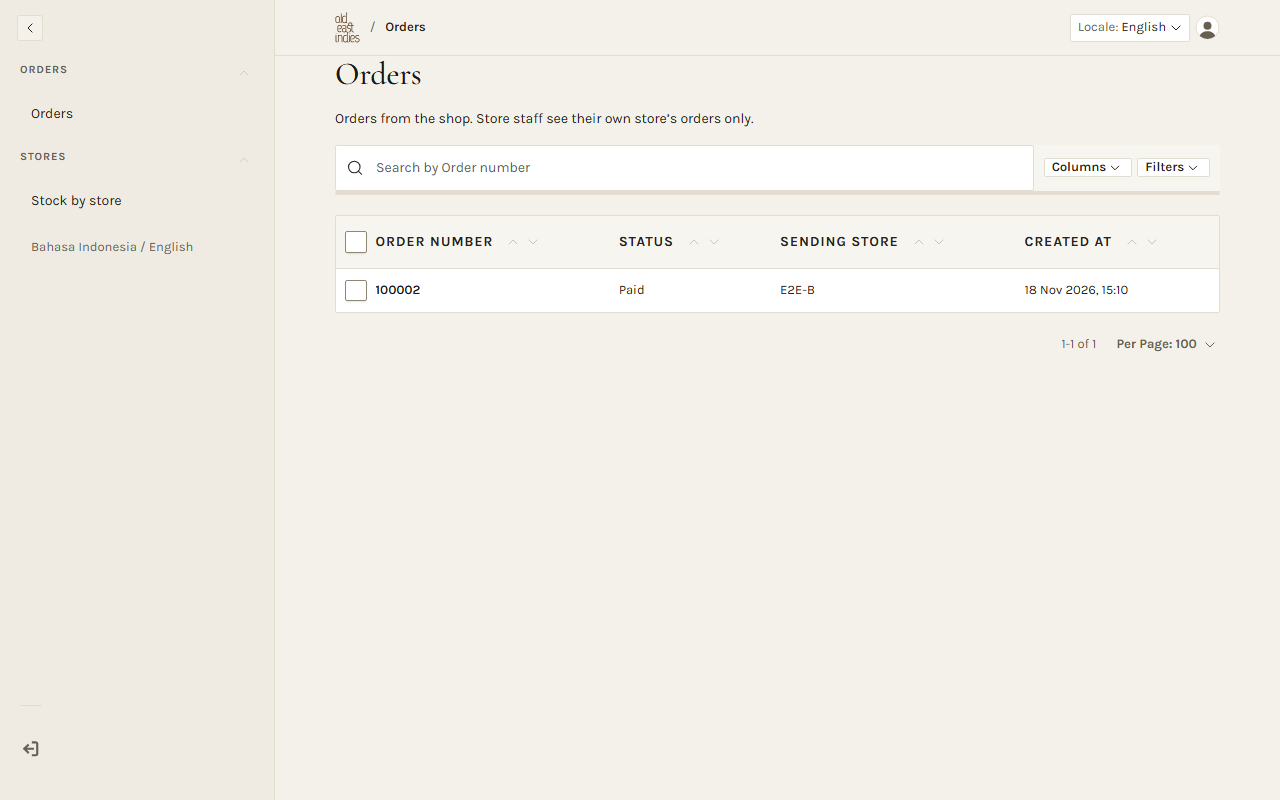 ORDERS
Orders
STORES
Stock by store
Bahasa Indonesia / English
old
east
indies
/ Orders
Locale: English
Orders
Orders from the shop. Store staff see their own store's orders only.
Search by Order number
Columns
Filters
ORDER NUMBER STATUS SENDING STORE CREATED AT
100002 Paid E2E-B 18 Nov 2026, 15:10
1-1 of 1 Per Page: 100